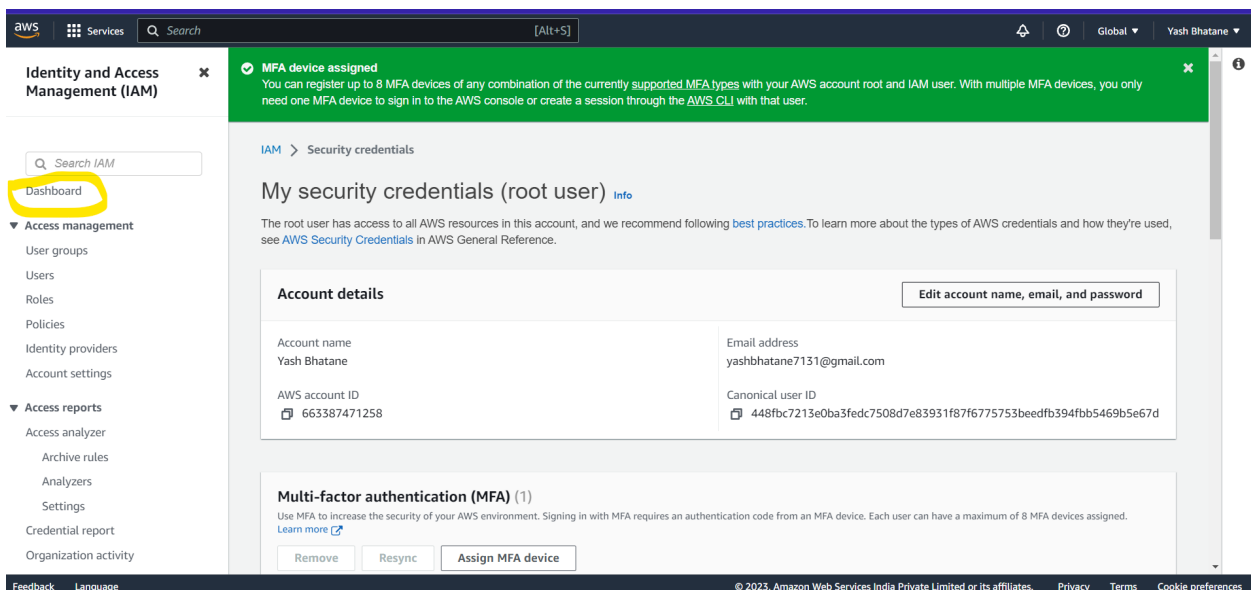 aws Services Search [Alt+S] Global ▼ Yash Bhatane ▼
Identity and Access
Management (IAM)
Search IAM
Dashboard
▼ Access management
User groups
Users
Roles
Policies
Identity providers
Account settings
▼ Access reports
Access analyzer
Archive rules
Analyzers
Settings
Credential report
Organization activity
MFA device assigned
You can register up to 8 MFA devices of any combination of the currently supported MFA types with your AWS account root and IAM user. With multiple MFA devices, you only
need one MFA device to sign in to the AWS console or create a session through the AWS CLI with that user.
IAM > Security credentials
My security credentials (root user) Info
The root user has access to all AWS resources in this account, and we recommend following best practices.To learn more about the types of AWS credentials and how they're used,
see AWS Security Credentials in AWS General Reference.
Account details
Edit account name, email, and password
Account name
Yash Bhatane
Email address
yashbhatane7131@gmail.com
AWS account ID
663387471258
Canonical user ID
448fbc7213e0ba3fedc7508d7e83931f87f6775753beedfb394fbb5469b5e67d
Multi-factor authentication (MFA) (1)
Use MFA to increase the security of your AWS environment. Signing in with MFA requires an authentication code from an MFA device. Each user can have a maximum of 8 MFA devices assigned.
Learn more
Remove Resync Assign MFA device
Feedback Language © 2023, Amazon Web Services India Private Limited or its affiliates. Privacy Terms Cookie preferences